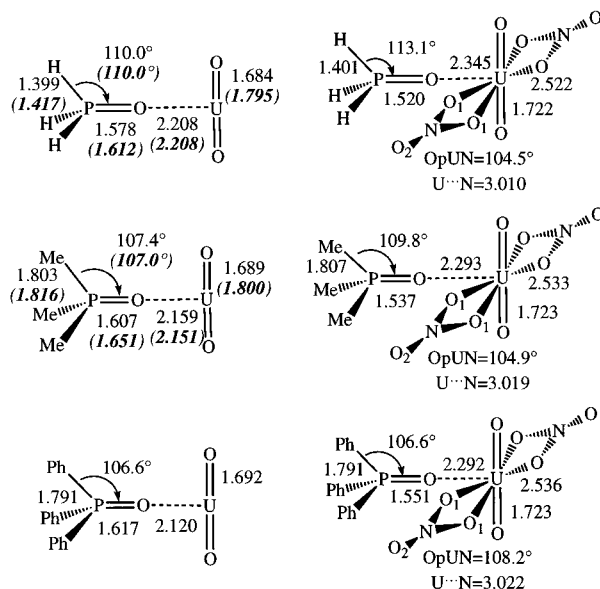 110.0°
(110.0°)
H
O
1.399
(1.417)
P
O
U
1.684
(1.795)
H
H
1.578
(1.612)
2.208
(2.208)
O
H
113.1°
2.345
O
O
N
O
1.401
P
O
U
O
2.522
H
H
1.520
O1
N
O1
O2
O
1.722
OpUN=104.5°
U···N=3.010
107.4°
(107.0°)
Me
O
1.803
(1.816)
P
O
U
1.689
(1.800)
Me
Me
1.607
(1.651)
2.159
(2.151)
O
Me
109.8°
2.293
O
O
N
O
1.807
P
O
U
O
2.533
Me
Me
1.537
O1
N
O1
O2
O
1.723
OpUN=104.9°
U···N=3.019
Ph
106.6°
O
1.692
1.791
P
O
U
Ph
Ph
1.617
2.120
O
Ph
106.6°
2.292
O
O
N
O
1.791
P
O
U
O
2.536
Ph
Ph
1.551
O1
N
O1
O2
O
1.723
OpUN=108.2°
U···N=3.022